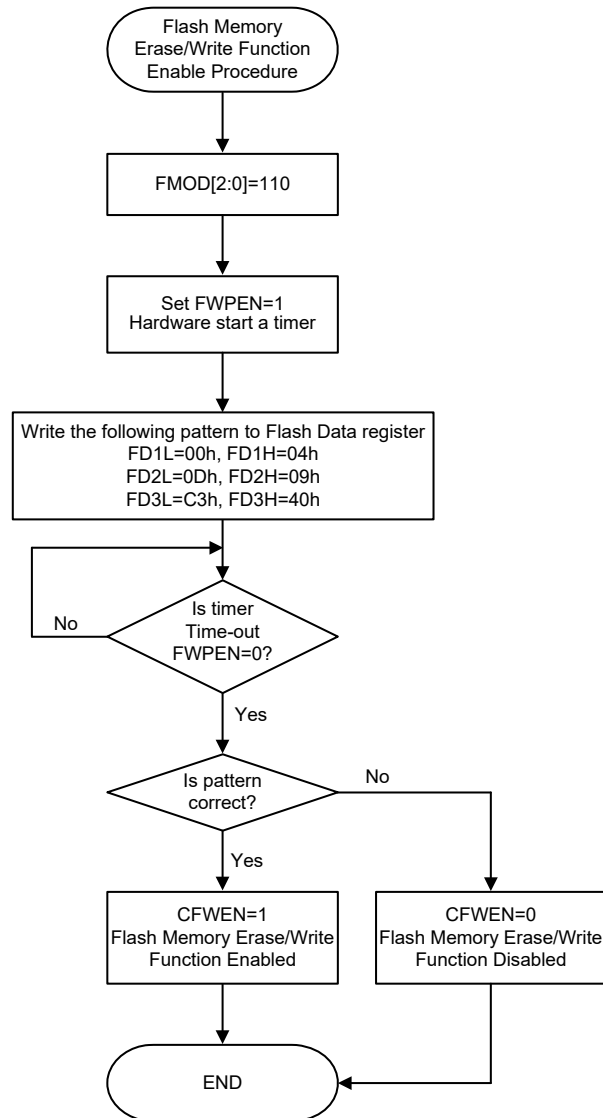 Flash Memory
Erase/Write Function
Enable Procedure
FMOD[2:0]=110
Set FWPEN=1
Hardware start a timer
Write the following pattern to Flash Data register
FD1L=00h, FD1H=04h
FD2L=0Dh, FD2H=09h
FD3L=C3h, FD3H=40h
Is timer
Time-out
FWPEN=0?
No
Yes
Is pattern
correct?
No
Yes
CFWEN=1
Flash Memory Erase/Write
Function Enabled
CFWEN=0
Flash Memory Erase/Write
Function Disabled
END